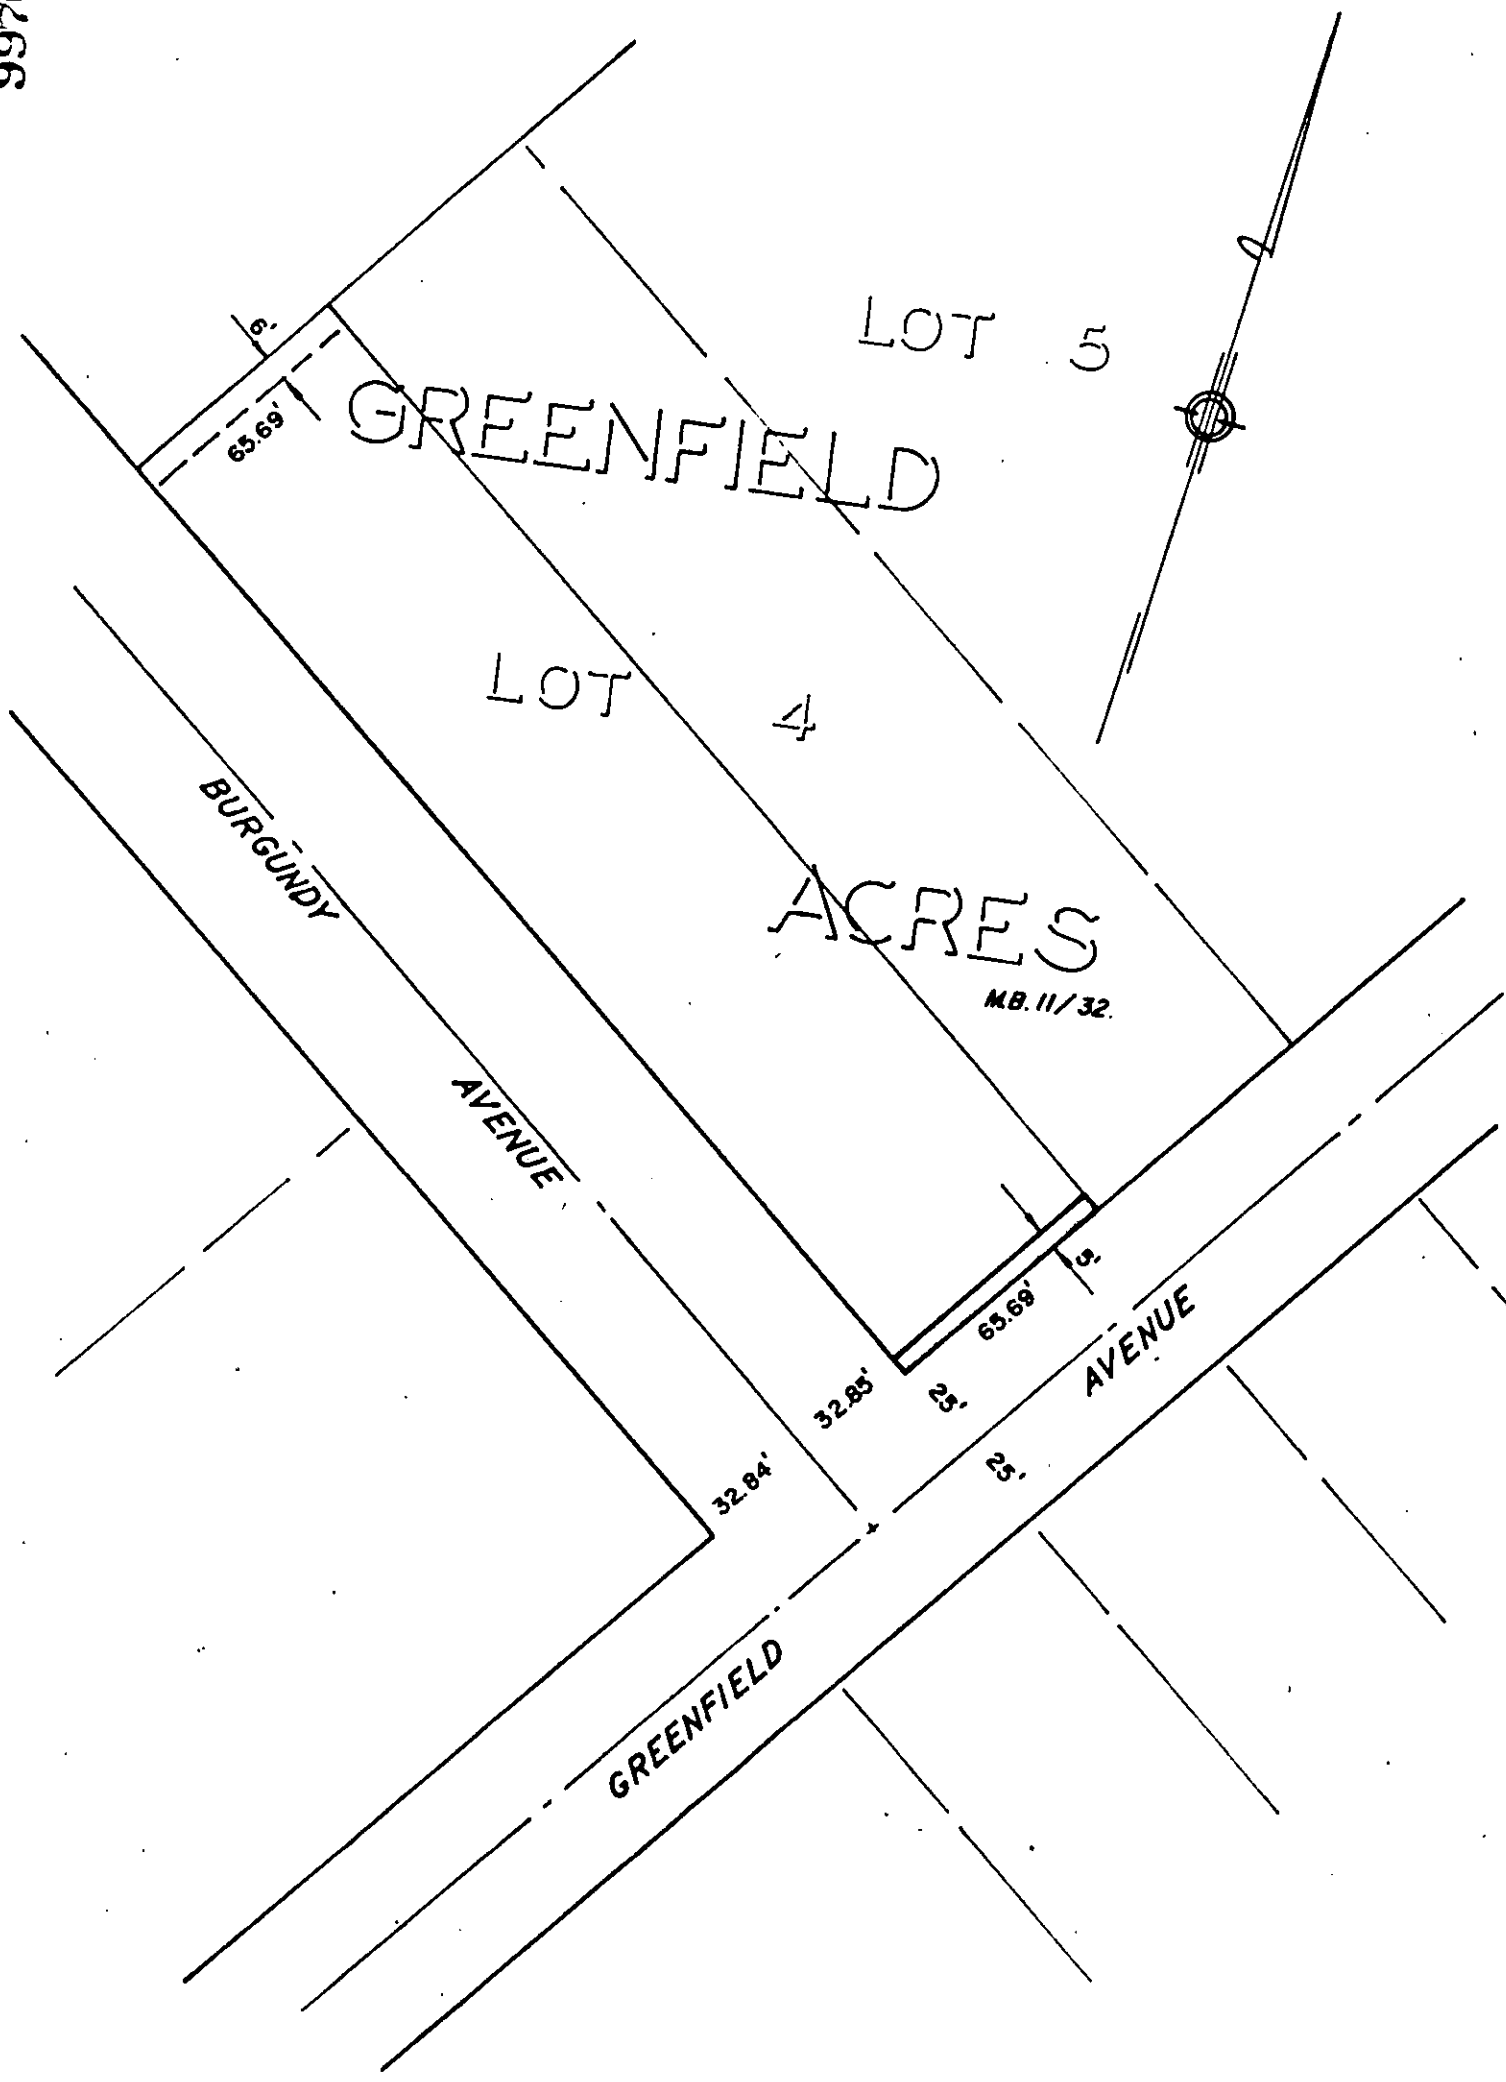 997
LOT 5
6'
65.69'
GREENFIELD
LOT 4
BURGUNDY
ACRES
M.B. 11/32.
AVENUE
5'
65.69'
AVENUE
32.85'
25'
32.84'
25'
GREENFIELD